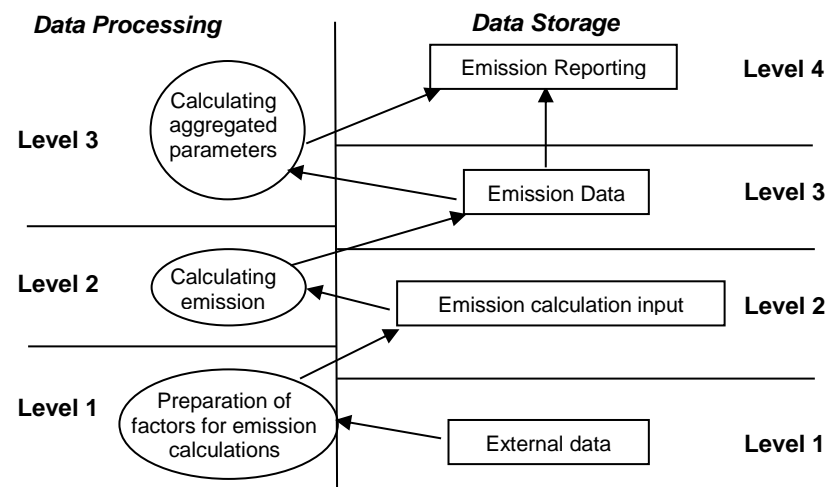 Data Processing
Data Storage
Emission Reporting
Level 4
Calculating
aggregated
parameters
Level 3
Emission Data
Level 3
Calculating
emission
Level 2
Emission calculation input
Level 2
Preparation of
factors for emission
calculations
Level 1
External data
Level 1